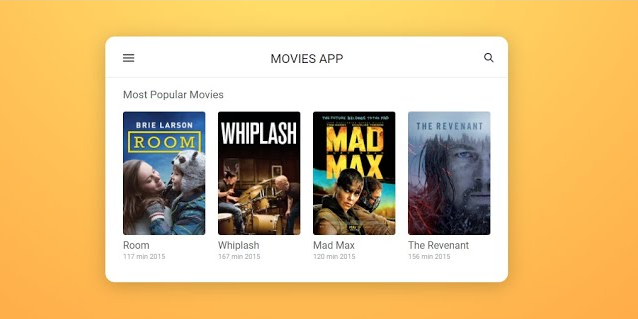 MOVIES APP
Most Popular Movies
BRIE LARSON
ROOM
WHIPLASH
THE FUTURE BELONGS TO THE MAD
MAD
MAX
THE REVENANT
Room
Whiplash
Mad Max
The Revenant
117 min 2015
167 min 2015
120 min 2015
156 min 2015